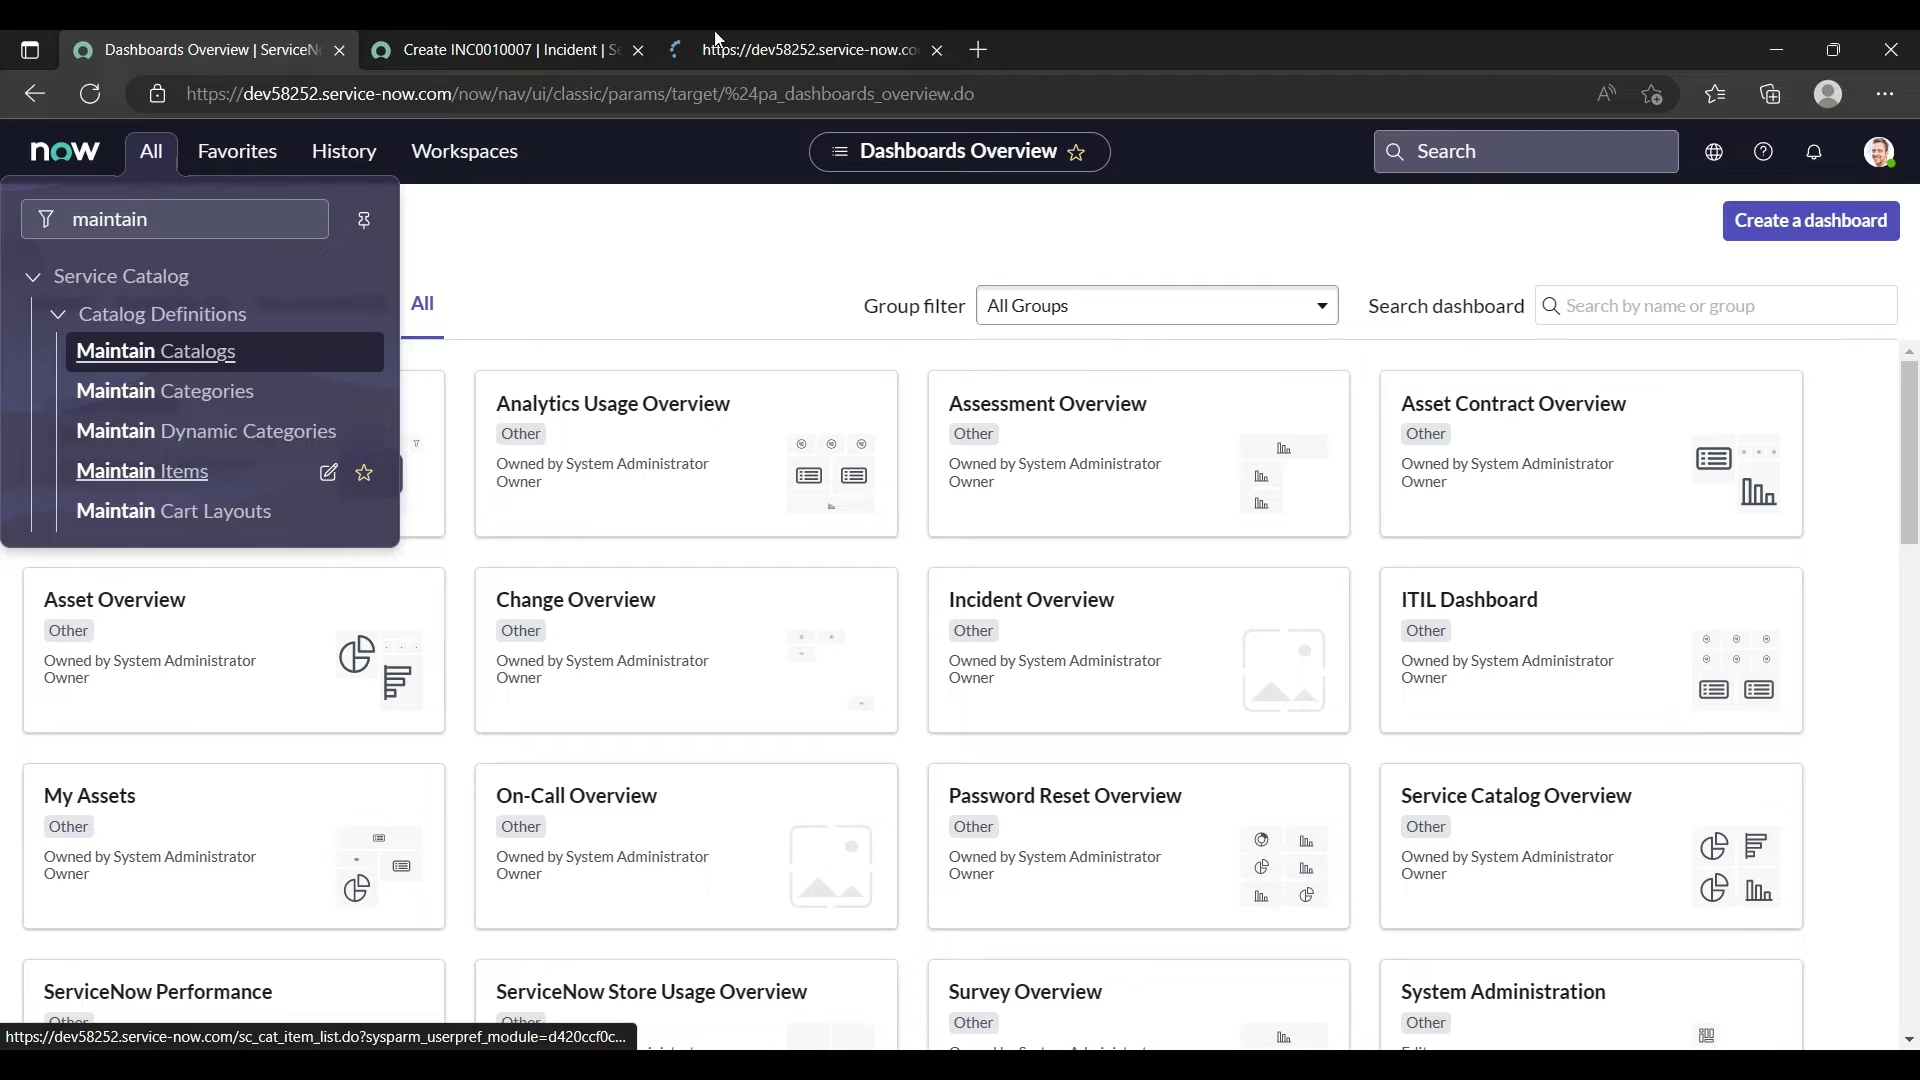 Dashboards Overview | ServiceN
Create INC0010007 | Incident | Se
https://dev58252.service-now.co
https://dev58252.service-now.com/now/nav/ui/classic/params/target/%24pa_dashboards_overview.do
now All Favorites History Workspaces
Dashboards Overview
Search
maintain
Service Catalog
Catalog Definitions
Maintain Catalogs
Maintain Categories
Maintain Dynamic Categories
Maintain Items
Maintain Cart Layouts
Create a dashboard
All
Group filter All Groups
Search dashboard Search by name or group
Analytics Usage Overview
Other
Owned by System Administrator
Owner
Assessment Overview
Other
Owned by System Administrator
Owner
Asset Contract Overview
Other
Owned by System Administrator
Owner
Asset Overview
Other
Owned by System Administrator
Owner
Change Overview
Other
Owned by System Administrator
Owner
Incident Overview
Other
Owned by System Administrator
Owner
ITIL Dashboard
Other
Owned by System Administrator
Owner
My Assets
Other
Owned by System Administrator
Owner
On-Call Overview
Other
Owned by System Administrator
Owner
Password Reset Overview
Other
Owned by System Administrator
Owner
Service Catalog Overview
Other
Owned by System Administrator
Owner
ServiceNow Performance
Other
ServiceNow Store Usage Overview
Other
Survey Overview
Other
System Administration
Other
https://dev58252.service-now.com/sc_cat_item_list.do?sysparm_userpref_module=d420ccf0c...